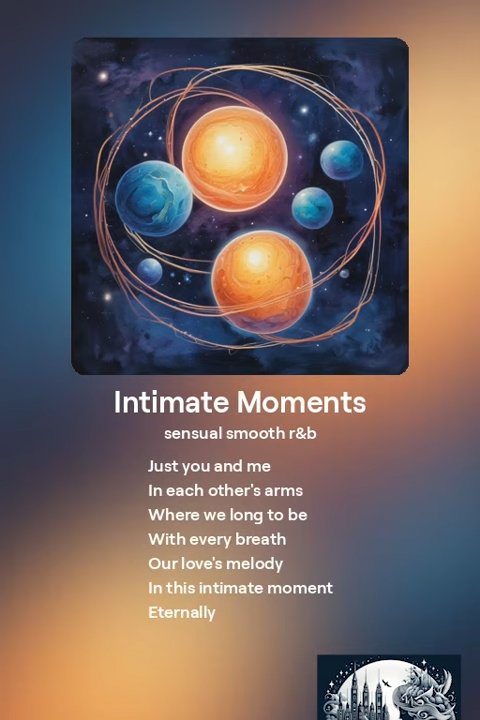 Intimate Moments
sensual smooth r&b
Just you and me
In each other's arms
Where we long to be
With every breath
Our love's melody
In this intimate moment
Eternally